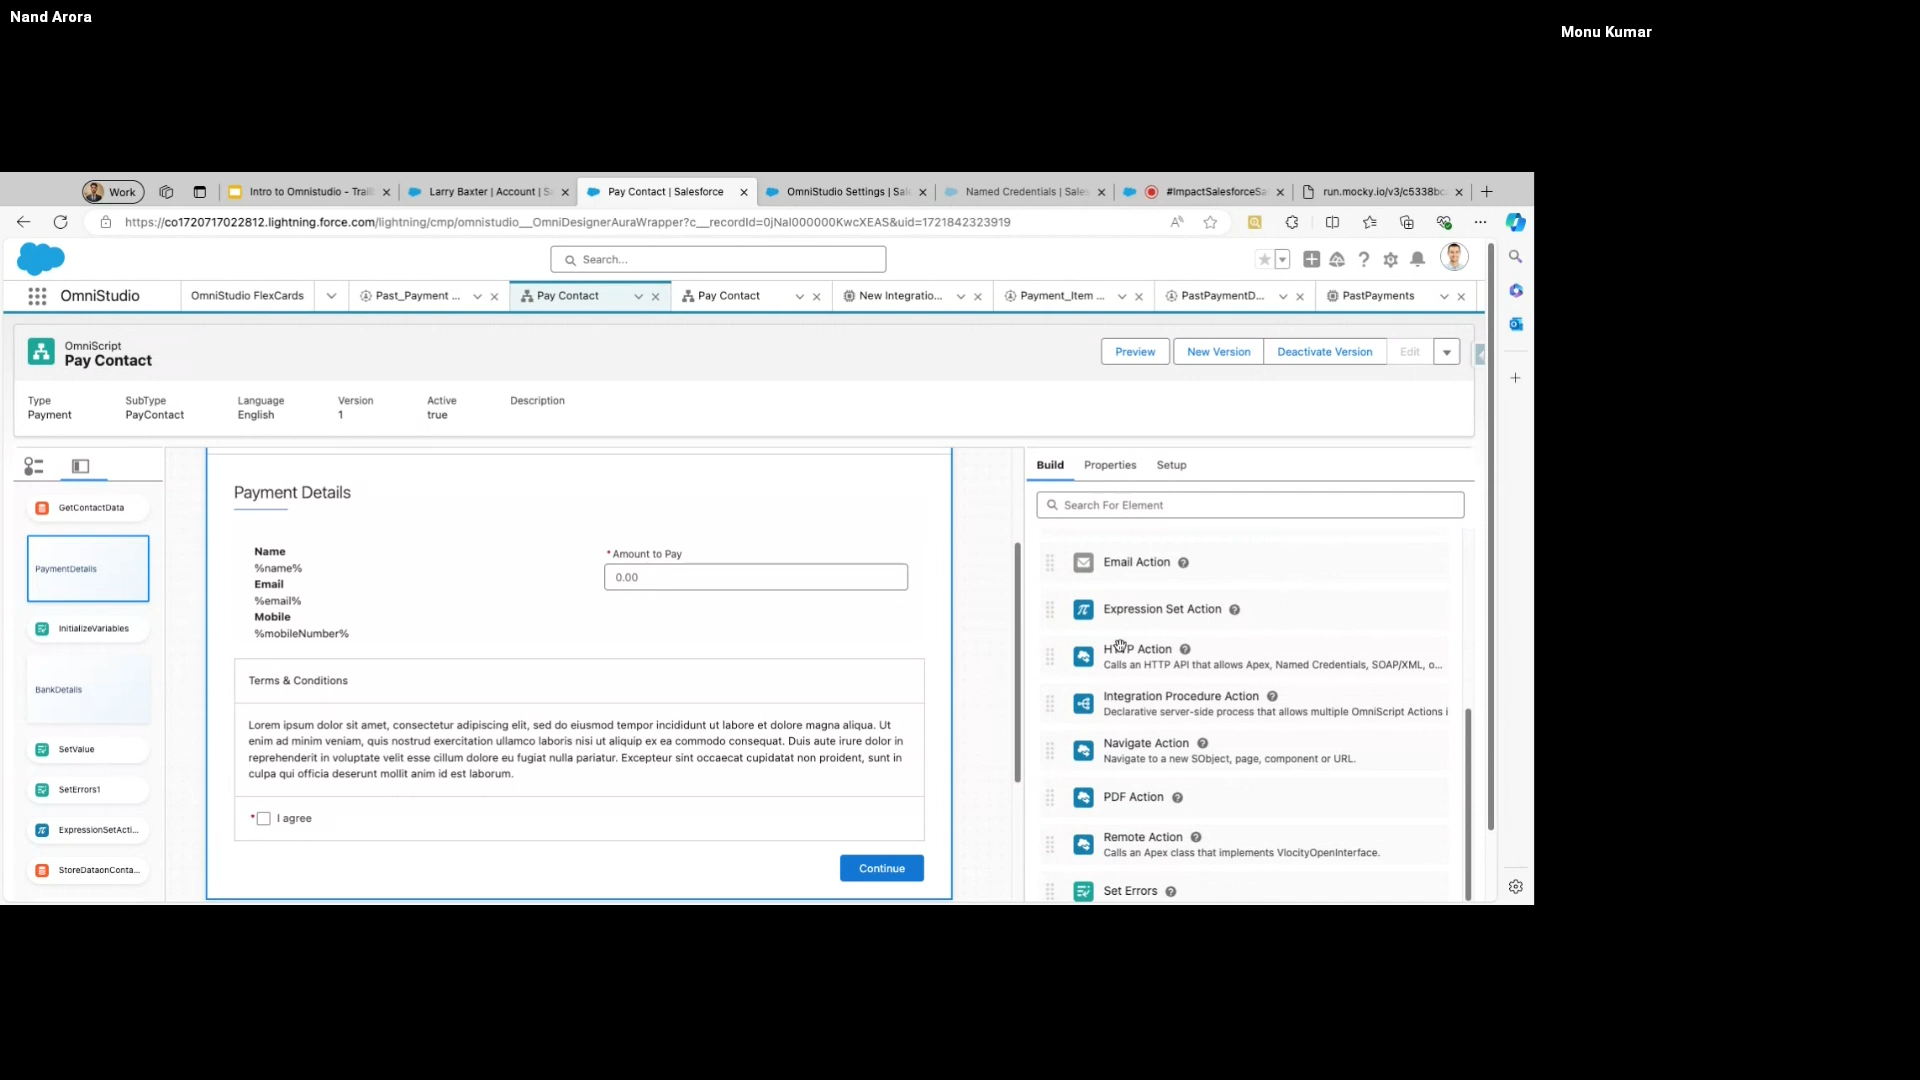 Nand Arora
Monu Kumar
Work
Intro to Omnistudio - Trail
Larry Baxter | Account | S
Pay Contact | Salesforce
OmniStudio Settings | Sal
Named Credentials | Sales
#ImpactSalesforceSa
run.mocky.io/v3/c5338bc
https://co1720717022812.lightning.force.com/lightning/cmp/omnistudio__OmniDesignerAuraWrapper?c__recordId=0jNal000000KwcXEAS&uid=1721842323919
Search...
OmniStudio
OmniStudio FlexCards
Past_Payment ...
Pay Contact
Pay Contact
New Integratio...
Payment_Item ...
PastPaymentD...
PastPayments
OmniScript
Pay Contact
Preview
New Version
Deactivate Version
Edit
Type
Payment
SubType
PayContact
Language
English
Version
1
Active
true
Description
GetContactData
PaymentDetails
InitializeVariables
BankDetails
SetValue
SetErrors1
ExpressionSetActi...
StoreDataonConta...
Payment Details
Name
%name%
Email
%email%
Mobile
%mobileNumber%
* Amount to Pay
0.00
Terms & Conditions
Lorem ipsum dolor sit amet, consectetur adipiscing elit, sed do eiusmod tempor incididunt ut labore et dolore magna aliqua. Ut
enim ad minim veniam, quis nostrud exercitation ullamco laboris nisi ut aliquip ex ea commodo consequat. Duis aute irure dolor in
reprehenderit in voluptate velit esse cillum dolore eu fugiat nulla pariatur. Excepteur sint occaecat cupidatat non proident, sunt in
culpa qui officia deserunt mollit anim id est laborum.
* I agree
Continue
Build
Properties
Setup
Search For Element
Email Action
Expression Set Action
HTTP Action
Calls an HTTP API that allows Apex, Named Credentials, SOAP/XML, o...
Integration Procedure Action
Declarative server-side process that allows multiple OmniScript Actions i
Navigate Action
Navigate to a new SObject, page, component or URL.
PDF Action
Remote Action
Calls an Apex class that implements VlocityOpenInterface.
Set Errors